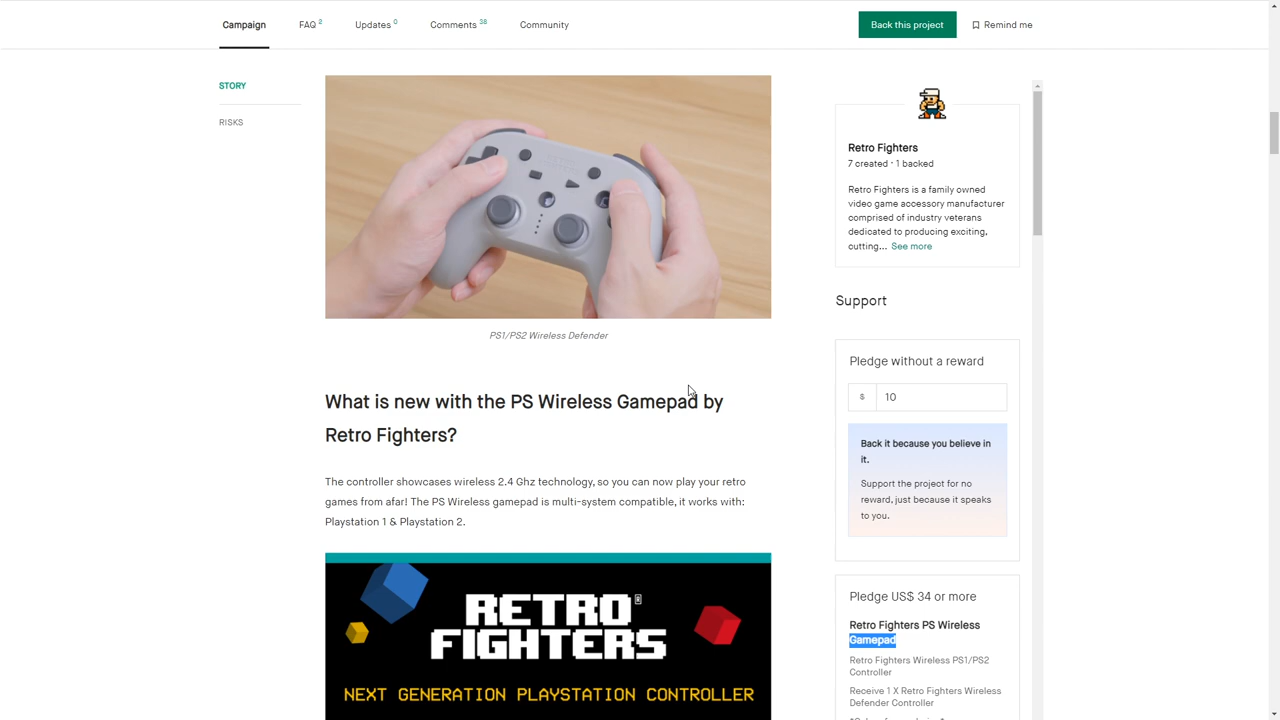 Campaign
FAQ 2
Updates 0
Comments 38
Community
Back this project
Remind me
STORY
RISKS
PS1/PS2 Wireless Defender
What is new with the PS Wireless Gamepad by
Retro Fighters?
The controller showcases wireless 2.4 Ghz technology, so you can now play your retro
games from afar! The PS Wireless gamepad is multi-system compatible, it works with:
Playstation 1 & Playstation 2.
RETRO
FIGHTERS
NEXT GENERATION PLAYSTATION CONTROLLER
Retro Fighters
7 created · 1 backed
Retro Fighters is a family owned
video game accessory manufacturer
comprised of industry veterans
dedicated to producing exciting,
cutting... See more
Support
Pledge without a reward
$ 10
Back it because you believe in
it.
Support the project for no
reward, just because it speaks
to you.
Pledge US$ 34 or more
Retro Fighters PS Wireless
Gamepad
Retro Fighters Wireless PS1/PS2
Controller
Receive 1 X Retro Fighters Wireless
Defender Controller